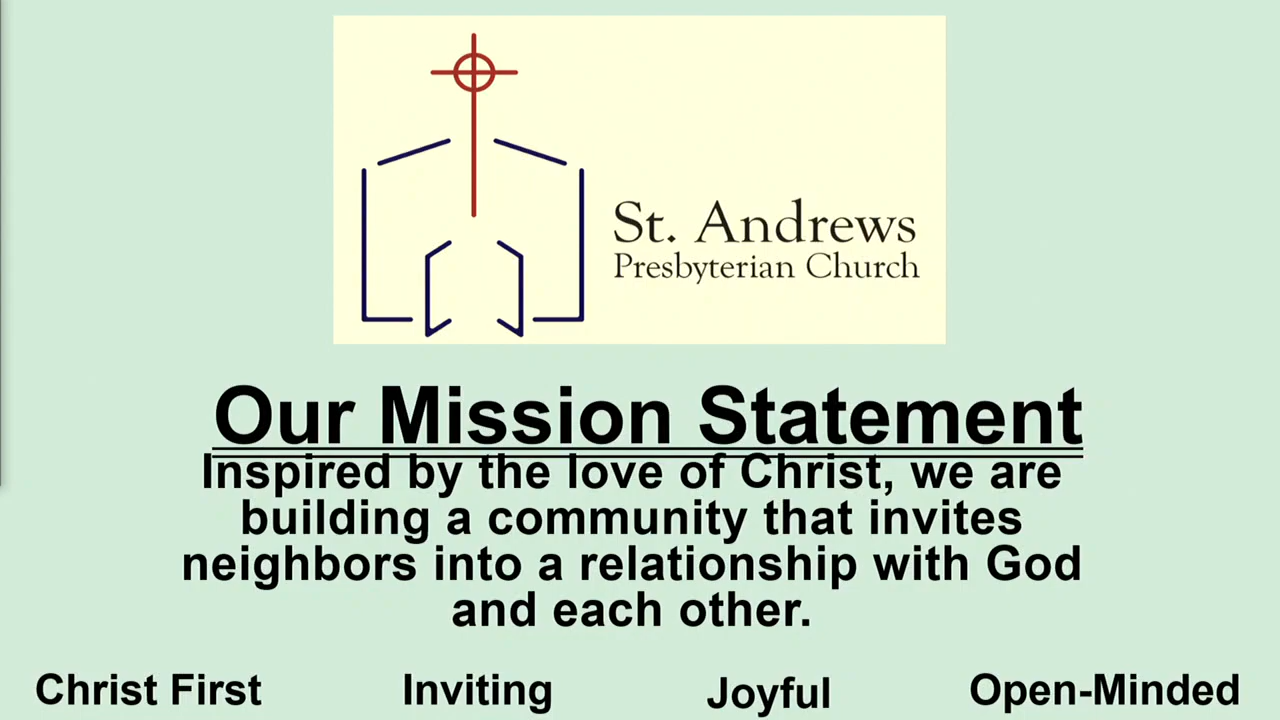 St. Andrews
Presbyterian Church
Our Mission Statement
Inspired by the love of Christ, we are
building a community that invites
neighbors into a relationship with God
and each other.
Christ First Inviting Joyful Open-Minded